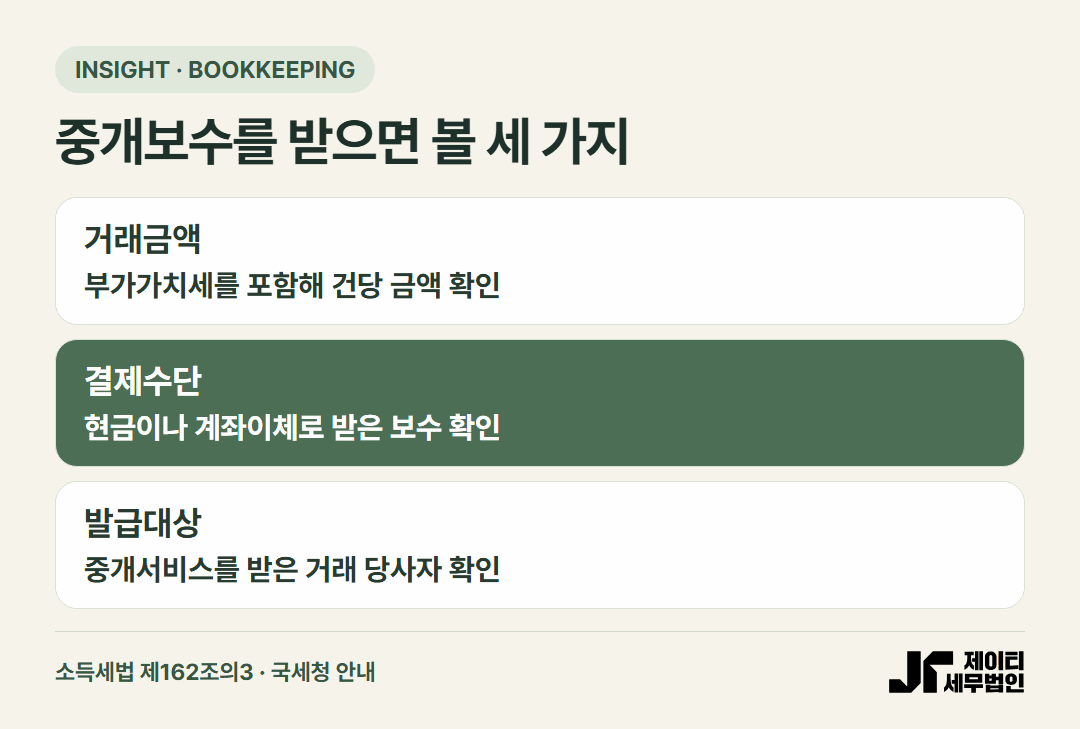 INSIGHT · BOOKKEEPING
중개보수를 받으면 볼 세 가지
거래금액
부가가치세를 포함해 건당 금액 확인
결제수단
현금이나 계좌이체로 받은 보수 확인
발급대상
중개서비스를 받은 거래 당사자 확인
소득세법 제162조의3 · 국세청 안내
JT 제이티
세무법인